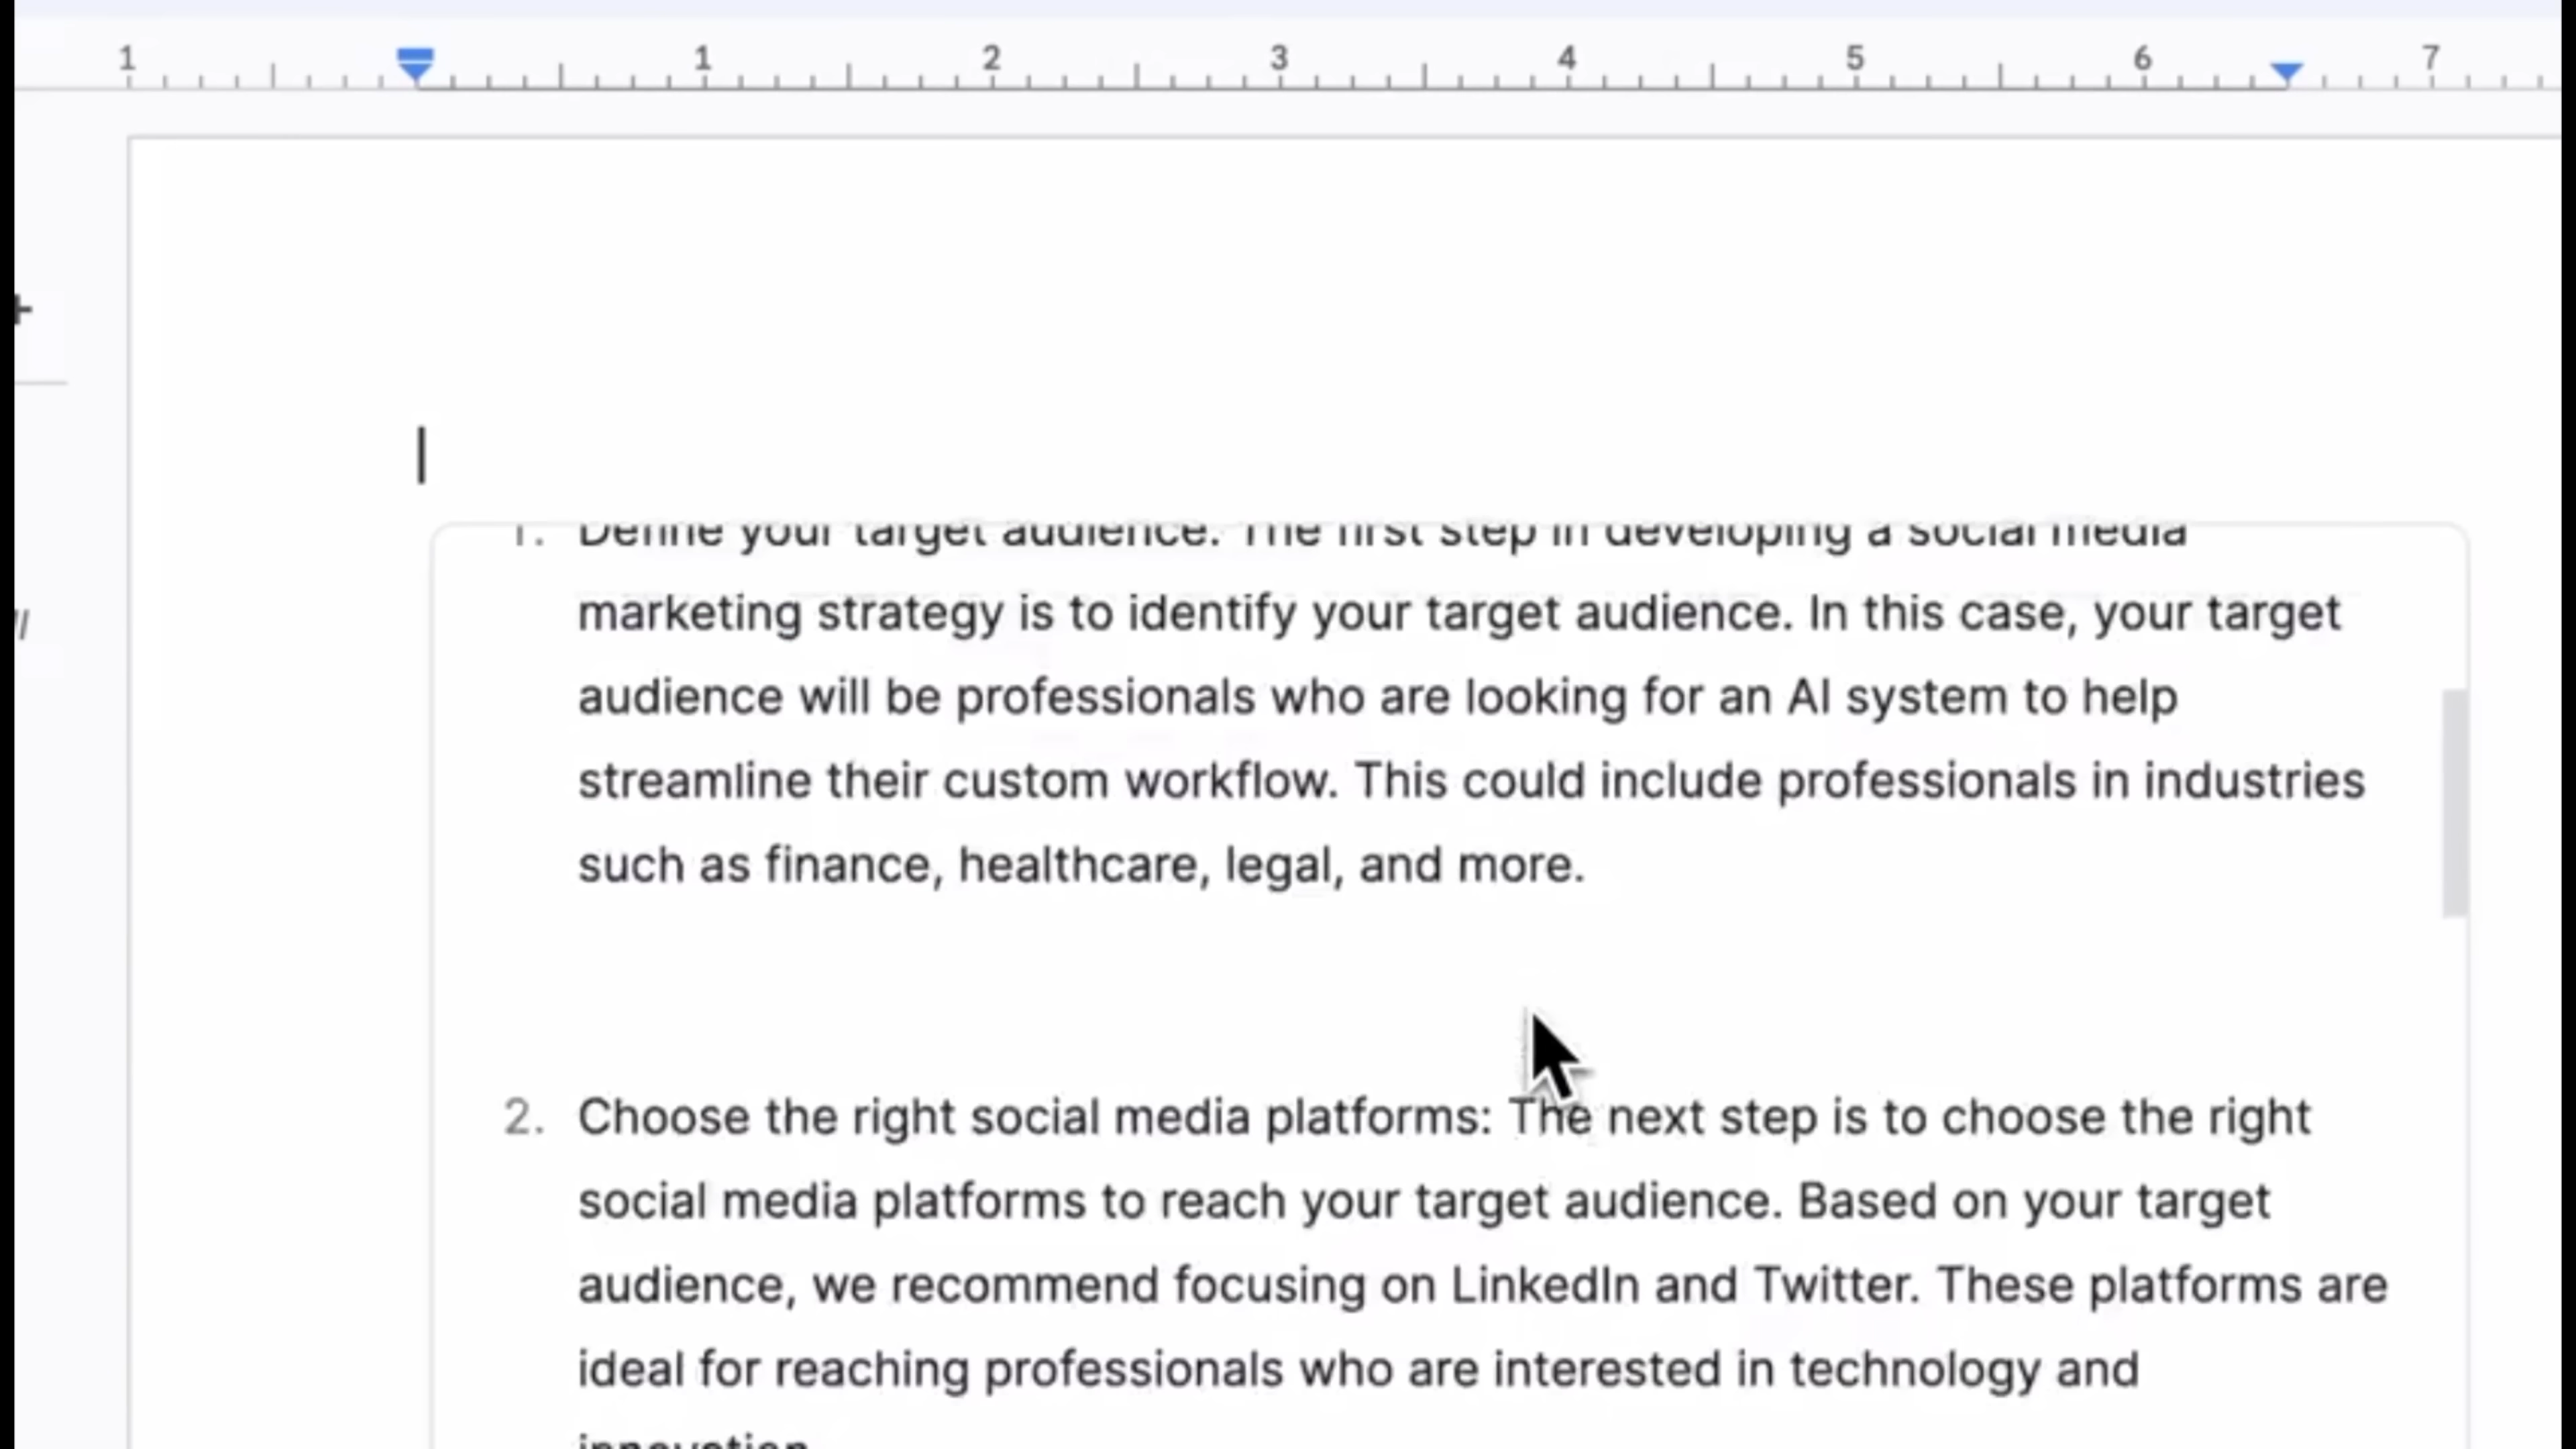 1 1 2 3 4 5 6 7
+
1. Define your target audience. The first step in developing a social media
marketing strategy is to identify your target audience. In this case, your target
audience will be professionals who are looking for an AI system to help
streamline their custom workflow. This could include professionals in industries
such as finance, healthcare, legal, and more.
2. Choose the right social media platforms: The next step is to choose the right
social media platforms to reach your target audience. Based on your target
audience, we recommend focusing on LinkedIn and Twitter. These platforms are
ideal for reaching professionals who are interested in technology and
innovation.